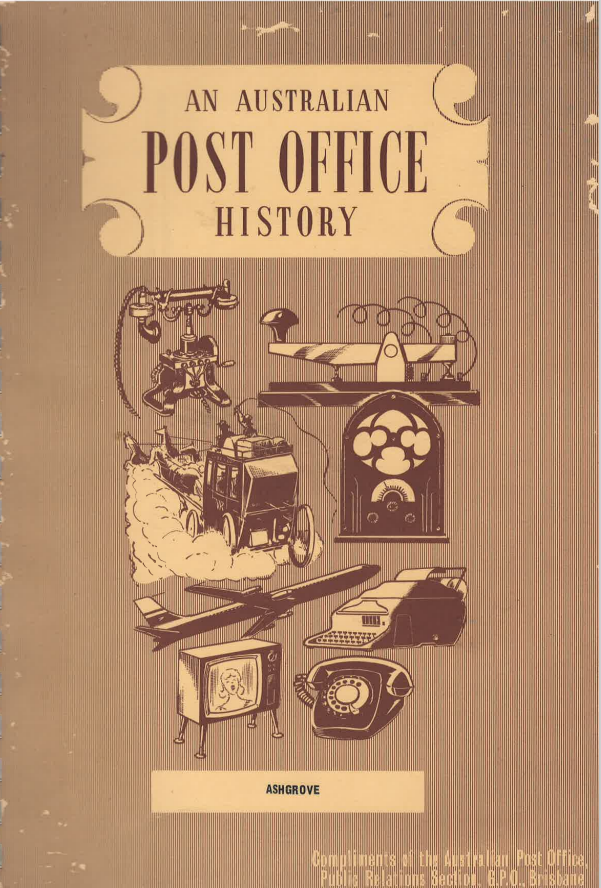 AN AUSTRALIAN
POST OFFICE
HISTORY
ASHGROVE
Compliments of the Australian Post Office,
Public Relations Section, G.P.O., Brisbane